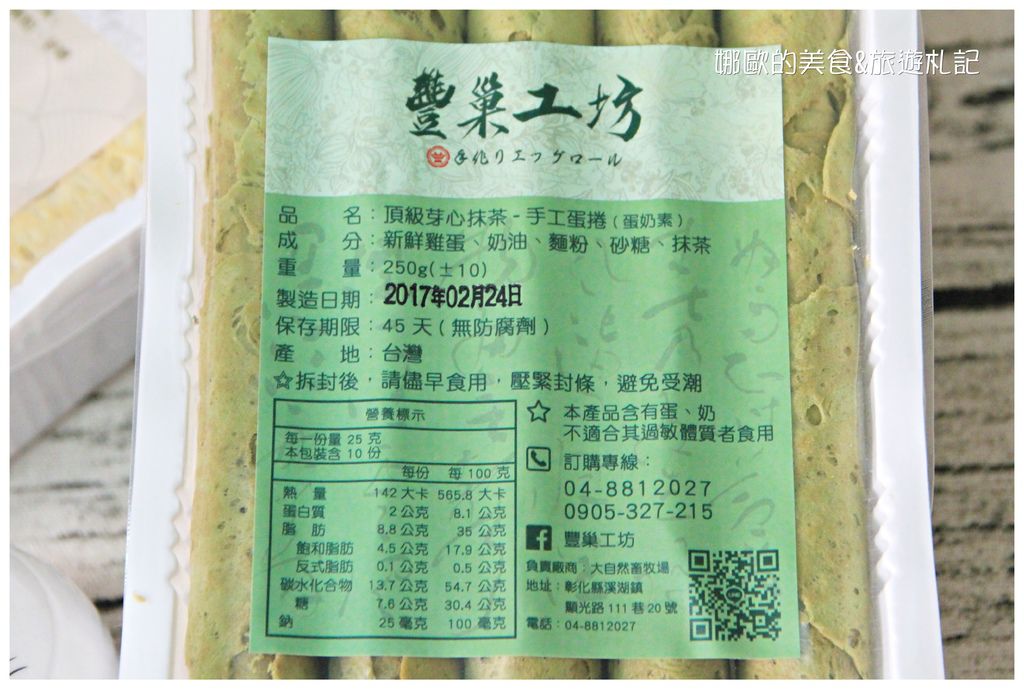 娜歐的美食&旅遊札記
豐巢工坊
手作りエッグロール
品　　名：頂級芽心抹茶-手工蛋捲(蛋奶素)
成　　分：新鮮雞蛋、奶油、麵粉、砂糖、抹茶
重　　量：250g(±10)
製造日期：2017年02月24日
保存期限：45天(無防腐劑)
產　　地：台灣
☆拆封後，請儘早食用，壓緊封條，避免受潮
營養標示
每一份量 25 克
本包裝含 10 份
每份 每 100 克
熱量 142 大卡 565.8 大卡
蛋白質 2 公克 8.1 公克
脂肪 8.8 公克 35 公克
飽和脂肪 4.5 公克 17.9 公克
反式脂肪 0.1 公克 0.5 公克
碳水化合物 13.7 公克 54.7 公克
糖 7.6 公克 30.4 公克
鈉 25 毫克 100 毫克
☆ 本產品含有蛋、奶
不適合其過敏體質者食用
訂購專線：
04-8812027
0905-327-215
豐巢工坊
負責廠商：大自然畜牧場
地址：彰化縣溪湖鎮
顯光路 111 巷 20 號
電話：04-8812027